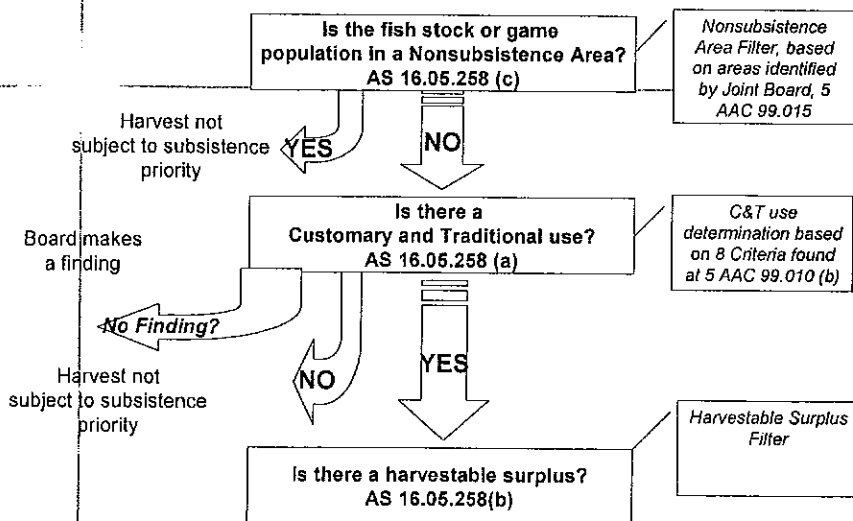 Is the fish stock or game
population in a Nonsubsistence Area?
AS 16.05.258 (c)
Nonsubsistence
Area Filter, based
on areas identified
by Joint Board, 5
AAC 99.015
Harvest not
subject to subsistence
priority
YES
NO
Is there a
Customary and Traditional use?
AS 16.05.258 (a)
C&T use
determination based
on 8 Criteria found
at 5 AAC 99.010 (b)
Board makes
a finding
No Finding?
NO
YES
Harvest not
subject to subsistence
priority
Is there a harvestable surplus?
AS 16.05.258(b)
Harvestable Surplus
Filter